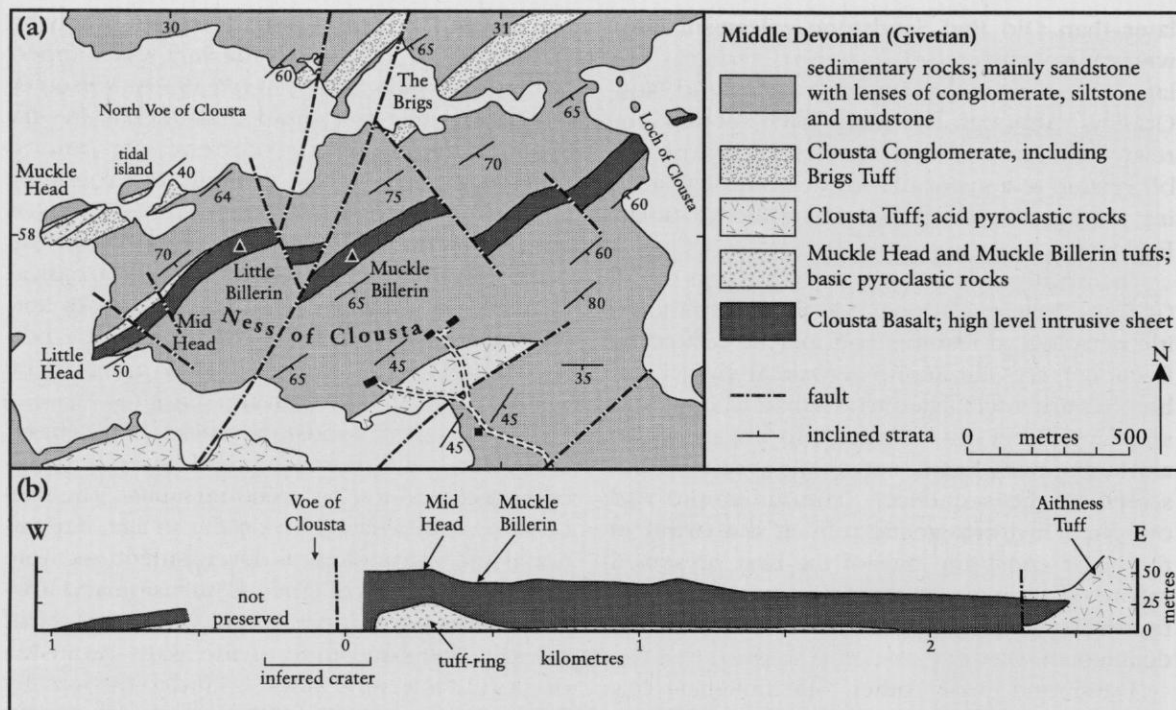 (a)
30
31
65
60
The
Brigs
North Voe of Clousta
65
Loch of Clousta
tidal
island
40
Muckle
Head
64
70
75
60
58
70
Little
Billerin
Muckle
Billerin
60
65
80
Mid
Head
Ness of Clousta
Little
Head
50
65
45
45
35
45
45
Middle Devonian (Givetian)
sedimentary rocks; mainly sandstone
with lenses of conglomerate, siltstone
and mudstone
Clousta Conglomerate, including
Brigs Tuff
Clousta Tuff; acid pyroclastic rocks
Muckle Head and Muckle Billerin tuffs;
basic pyroclastic rocks
Clousta Basalt; high level intrusive sheet
fault
inclined strata
N
0 metres 500
(b)
W
Voe of
Clousta
Mid
Head
Muckle
Billerin
Aithness
Tuff
E
not
preserved
50
25
0
metres
1
0
1
2
tuff-ring
kilometres
inferred crater